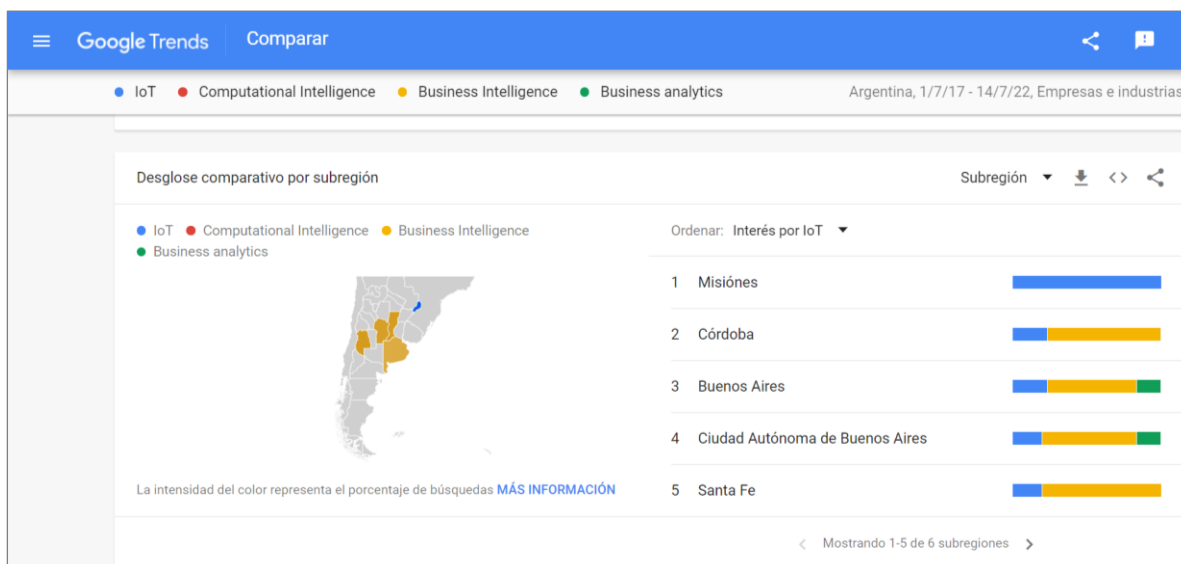 Google Trends Comparar
IoT Computational Intelligence Business Intelligence Business analytics Argentina, 1/7/17 - 14/7/22, Empresas e industrias
Desglose comparativo por subregión Subregión
IoT Computational Intelligence Business Intelligence
Business analytics
Ordenar: Interés por IoT
1 Misiónes
2 Córdoba
3 Buenos Aires
4 Ciudad Autónoma de Buenos Aires
5 Santa Fe
La intensidad del color representa el porcentaje de búsquedas MÁS INFORMACIÓN
Mostrando 1-5 de 6 subregiones